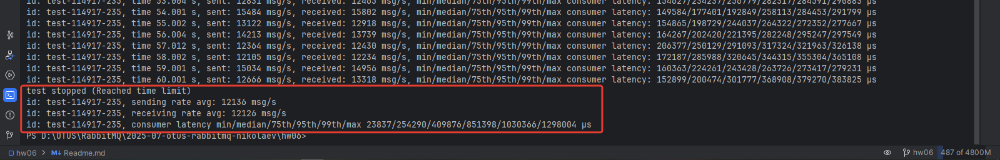 id: test-114917-235, time 53.004 s, sent: 12831 msg/s, received: 12463 msg/s, min/median/75th/95th/99th/max consumer latency: 154627/234237/258779/282317/284391/290883 µs
id: test-114917-235, time 54.001 s, sent: 15484 msg/s, received: 15802 msg/s, min/median/75th/95th/99th/max consumer latency: 149584/177401/192849/258113/284453/291799 µs
id: test-114917-235, time 55.002 s, sent: 13122 msg/s, received: 12918 msg/s, min/median/75th/95th/99th/max consumer latency: 154865/198729/244037/264322/272352/277667 µs
id: test-114917-235, time 56.004 s, sent: 14213 msg/s, received: 13739 msg/s, min/median/75th/95th/99th/max consumer latency: 164267/202420/221395/282248/295247/297549 µs
id: test-114917-235, time 57.012 s, sent: 12364 msg/s, received: 12430 msg/s, min/median/75th/95th/99th/max consumer latency: 206377/250129/291093/317324/321963/326138 µs
id: test-114917-235, time 58.002 s, sent: 12105 msg/s, received: 12234 msg/s, min/median/75th/95th/99th/max consumer latency: 172187/285988/320645/344315/355304/365108 µs
id: test-114917-235, time 59.001 s, sent: 15034 msg/s, received: 14956 msg/s, min/median/75th/95th/99th/max consumer latency: 160363/224261/243428/263726/273417/279231 µs
id: test-114917-235, time 60.001 s, sent: 12666 msg/s, received: 13318 msg/s, min/median/75th/95th/99th/max consumer latency: 152899/200474/301777/368908/379270/383825 µs
test stopped (Reached time limit)
id: test-114917-235, sending rate avg: 12136 msg/s
id: test-114917-235, receiving rate avg: 12126 msg/s
id: test-114917-235, consumer latency min/median/75th/95th/99th/max 23837/254290/409876/851398/1030366/1298004 µs
PS D:\OTUS\RabbitMQ\2025-07-otus-rabbitmq-nikolaev\hw06>
hw06 > M↓ Readme.md
hw06 487 of 4800M